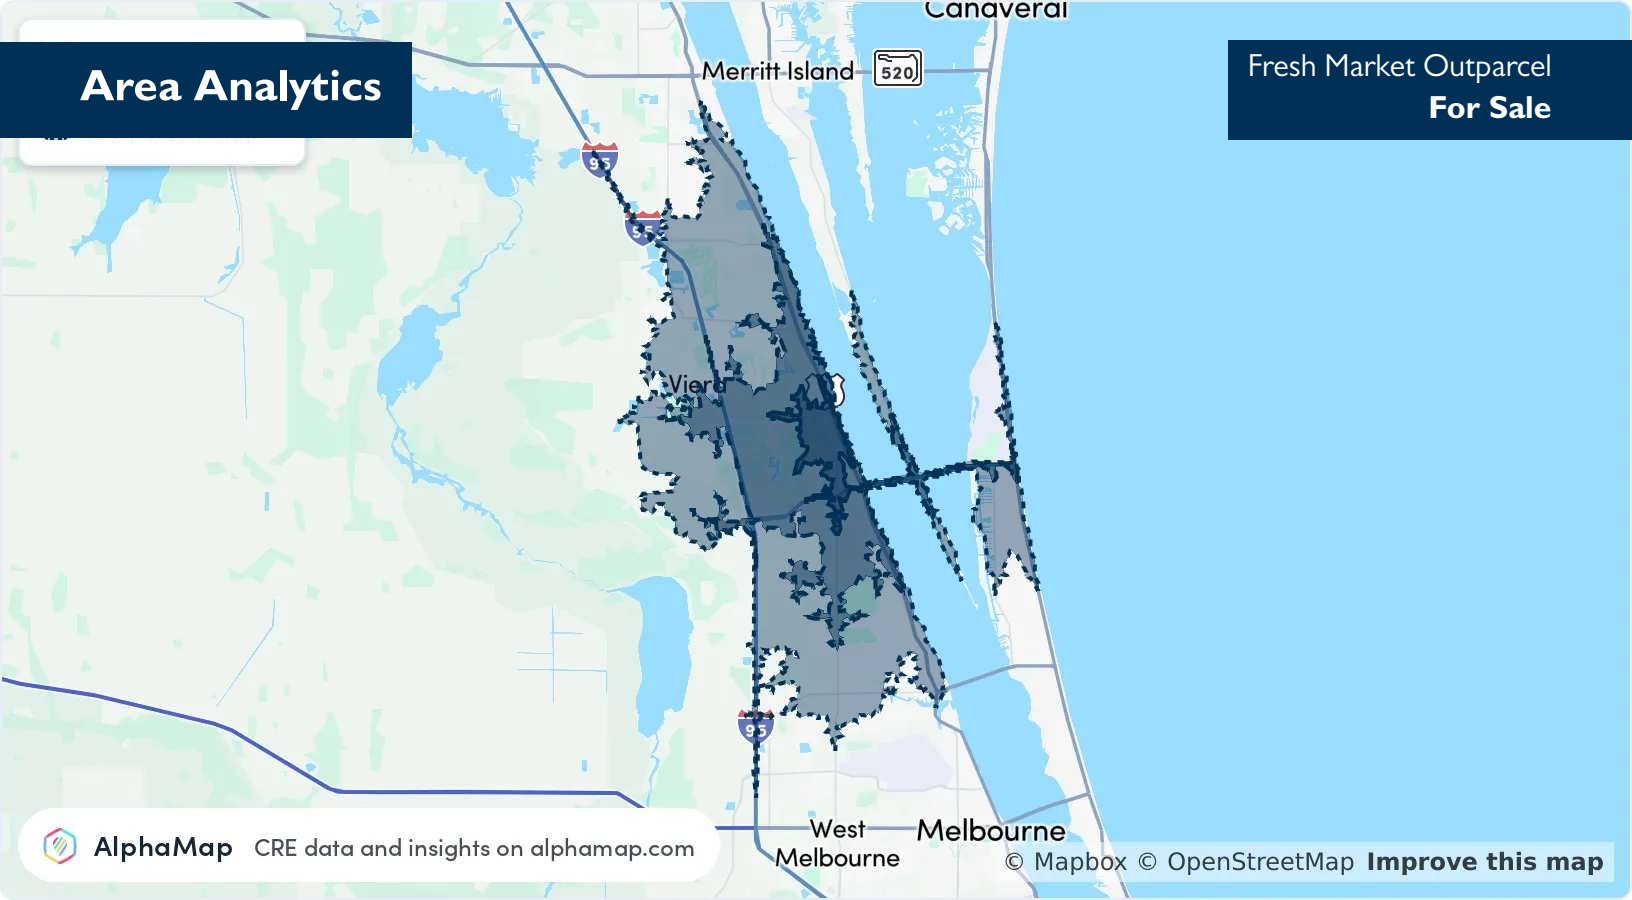 Canaveral
Merritt Island
520
Area Analytics
Fresh Market Outparcel
For Sale
95
95
Viera
95
West
Melbourne
Melbourne
AlphaMap
CRE data and insights on alphamap.com
© Mapbox © OpenStreetMap Improve this map